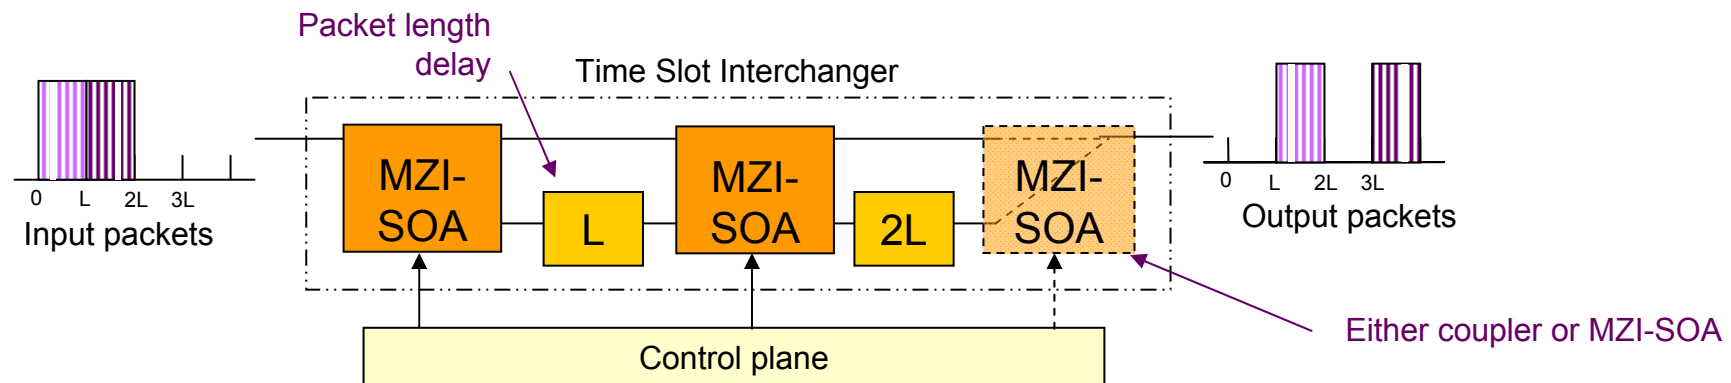 Packet length
delay
Time Slot Interchanger
MZI-
SOA
L
MZI-
SOA
2L
MZI-
SOA
0 L 2L 3L
Input packets
0 L 2L 3L
Output packets
Either coupler or MZI-SOA
Control plane